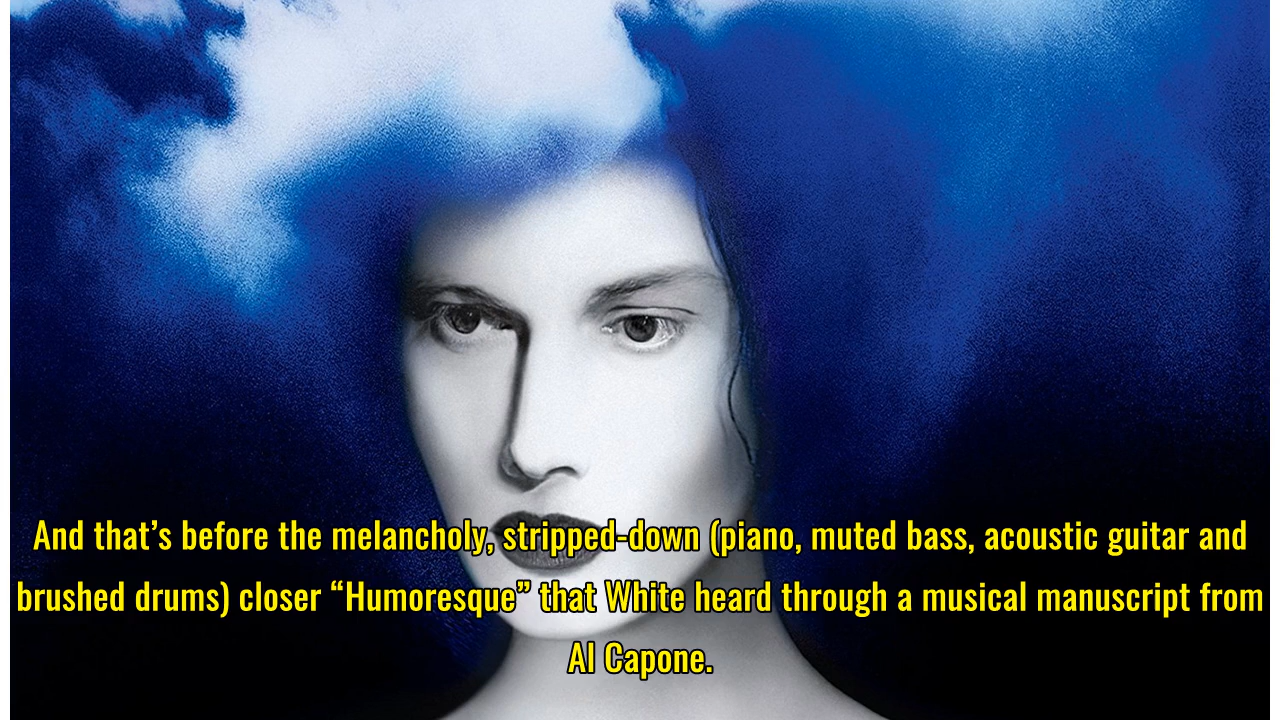 And that’s before the melancholy, stripped-down (piano, muted bass, acoustic guitar and
brushed drums) closer “Humoresque” that White heard through a musical manuscript from
Al Capone.